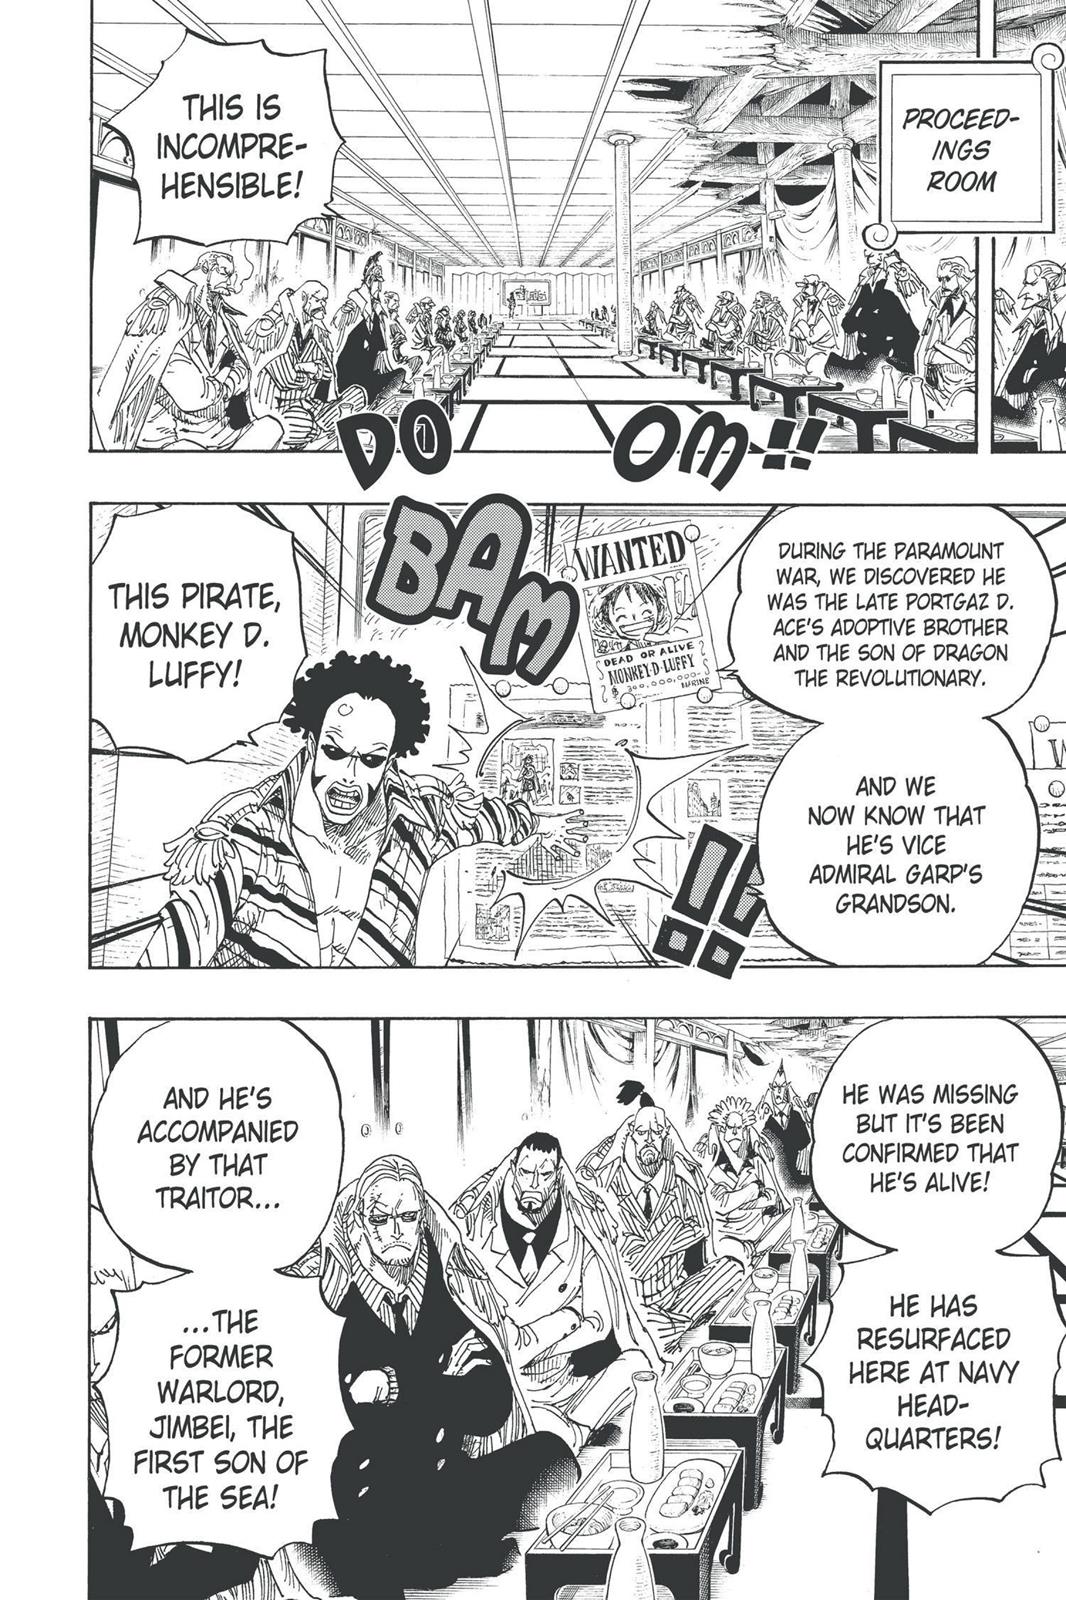 PROCEED-
INGS
ROOM
THIS IS
INCOMPRE-
HENSIBLE!
DO OM!!
DURING THE PARAMOUNT
WAR, WE DISCOVERED HE
WAS THE LATE PORTGAZ D.
ACE'S ADOPTIVE BROTHER
AND THE SON OF DRAGON
THE REVOLUTIONARY.
AND WE
NOW KNOW THAT
HE'S VICE
ADMIRAL GARP'S
GRANDSON.
WANTED
DEAD OR ALIVE
MONKEY·D·LUFFY
300,000,000-
MARINE
W
BAM
!!
THIS PIRATE,
MONKEY D.
LUFFY!
HE WAS MISSING
BUT IT'S BEEN
CONFIRMED THAT
HE'S ALIVE!
HE HAS
RESURFACED
HERE AT NAVY
HEAD-
QUARTERS!
AND HE'S
ACCOMPANIED
BY THAT
TRAITOR...
...THE
FORMER
WARLORD,
JIMBEI, THE
FIRST SON OF
THE SEA!